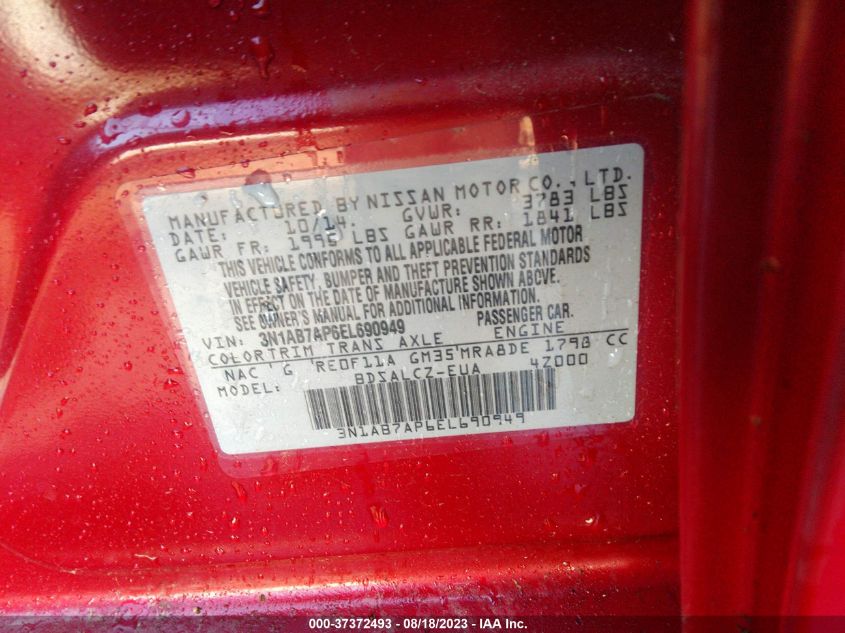 MANUFACTURED BY NISSAN MOTOR CO., LTD.
DATE: 10/14. GVWR: 3783 LBS
GAWR FR: 1996 LBS GAWR RR: 1841 LBS
THIS VEHICLE CONFORMS TO ALL APPLICABLE FEDERAL MOTOR
VEHICLE SAFETY, BUMPER AND THEFT PREVENTION STANDARDS
IN EFFECT ON THE DATE OF MANUFACTURE SHOWN ABOVE.
SEE OWNER'S MANUAL FOR ADDITIONAL INFORMATION.
VIN: 3N1AB7AP6EL690949 PASSENGER CAR.
COLOR TRIM TRANS AXLE ENGINE
NAC G RE0F11A GM35 MRA8DE 1798 CC
MODEL: BDSALCZ-EUA 4Z000
3N1AB7AP6EL690949
000-37372493 - 08/18/2023 - IAAI Inc.